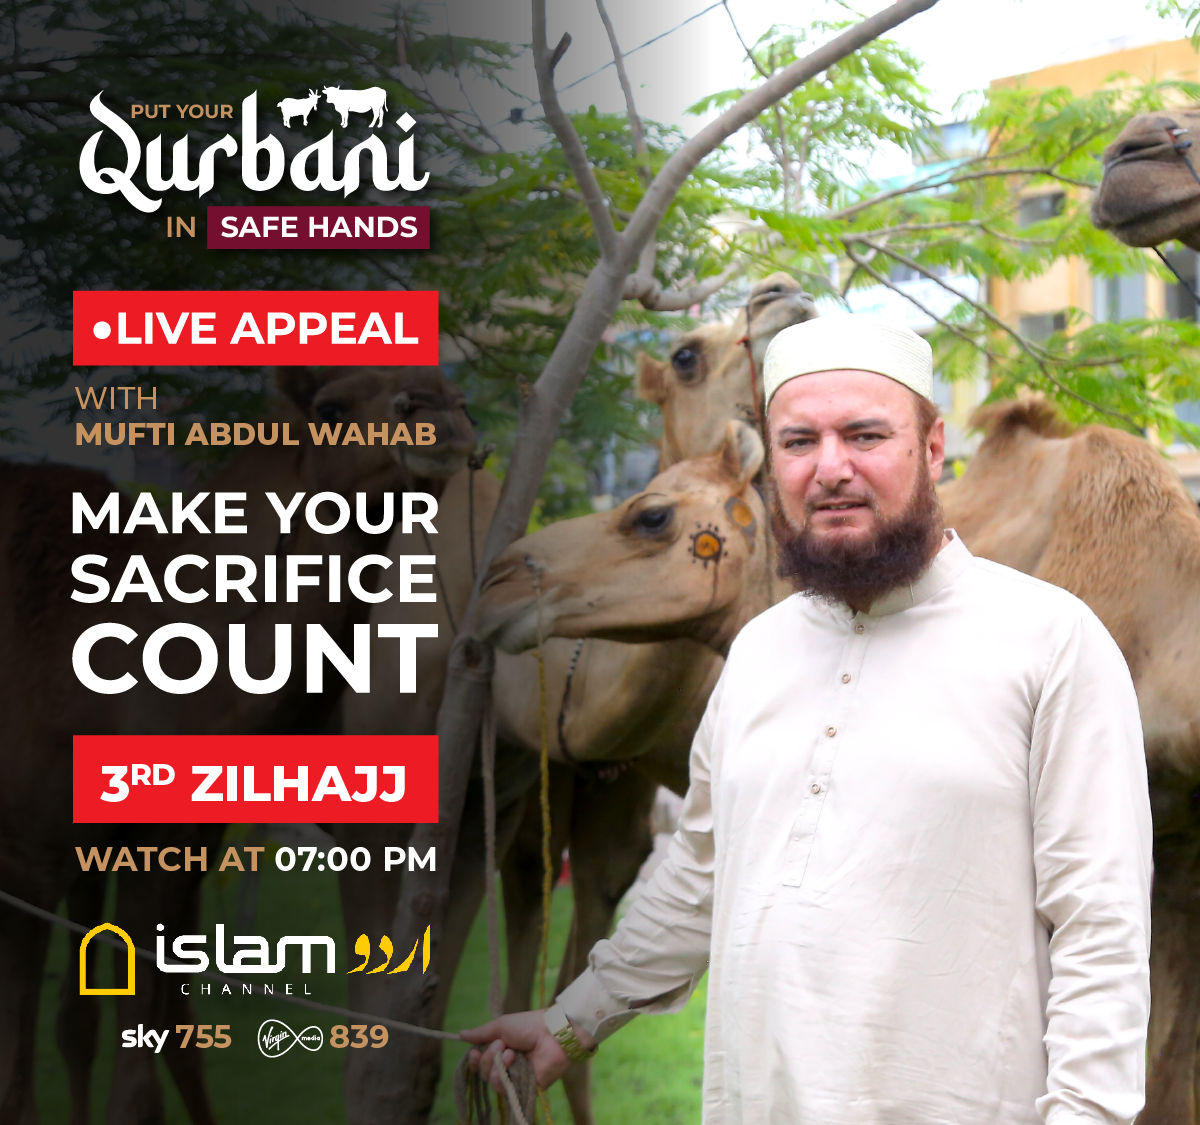 PUT YOUR
Qurbani
IN SAFE HANDS
•LIVE APPEAL
WITH
MUFTI ABDUL WAHAB
MAKE YOUR
SACRIFICE
COUNT
3RD ZILHAJJ
WATCH AT 07:00 PM
islam اردو
CHANNEL
sky 755 Virgin media 839